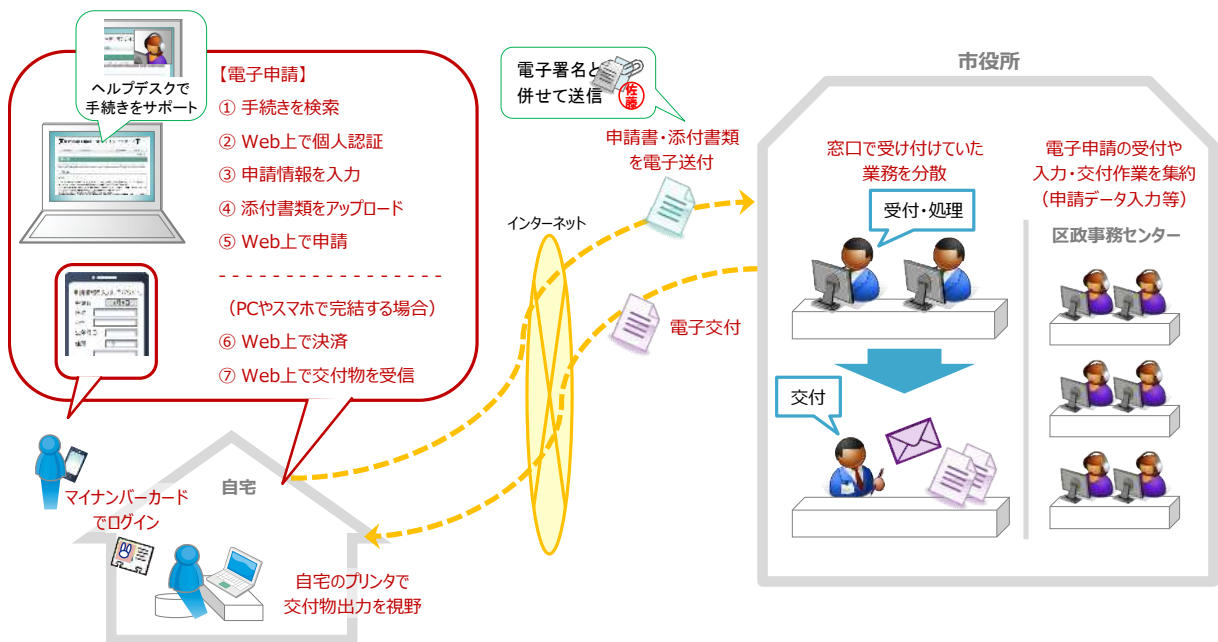 ヘルプデスクで
手続きをサポート
【電子申請】
① 手続きを検索
② Web上で個人認証
③ 申請情報を入力
④ 添付書類をアップロード
⑤ Web上で申請
（PCやスマホで完結する場合）
⑥ Web上で決済
⑦ Web上で交付物を受信
自宅
マイナンバーカード
でログイン
自宅のプリンタで
交付物出力を視野
電子署名と
併せて送信
佐藤
申請書・添付書類
を電子送付
インターネット
電子交付
市役所
窓口で受け付けていた
業務を分散
受付・処理
交付
電子申請の受付や
入力・交付作業を集約
（申請データ入力等）
区政事務センター